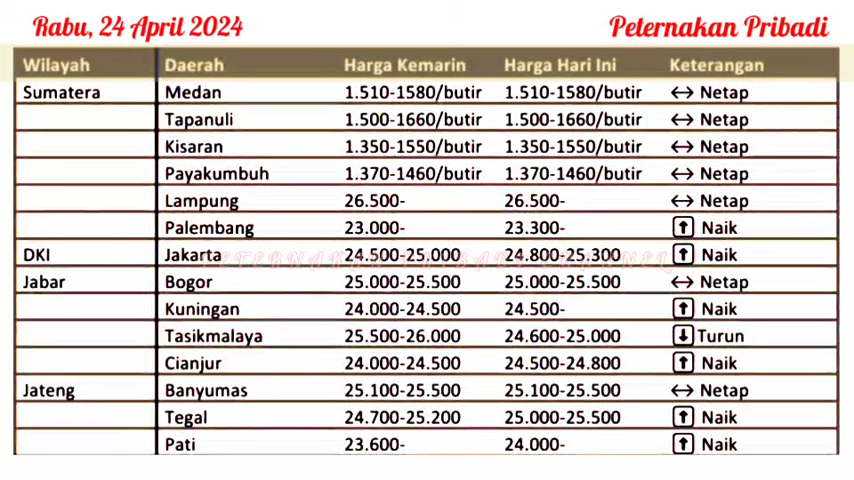 Rabu, 24 April 2024 Peternakan Pribadi
Wilayah Daerah Harga Kemarin Harga Hari Ini Keterangan
Sumatera Medan 1.510-1580/butir 1.510-1580/butir ↔ Netap
Tapanuli 1.500-1660/butir 1.500-1660/butir ↔ Netap
Kisaran 1.350-1550/butir 1.350-1550/butir ↔ Netap
Payakumbuh 1.370-1460/butir 1.370-1460/butir ↔ Netap
Lampung 26.500- 26.500- ↔ Netap
Palembang 23.000- 23.300- ⬆ Naik
DKI Jakarta 24.500-25.000 24.800-25.300 ⬆ Naik
PETERNAKAN PRIBADI CHANNEL
Jabar Bogor 25.000-25.500 25.000-25.500 ↔ Netap
Kuningan 24.000-24.500 24.500- ⬆ Naik
Tasikmalaya 25.500-26.000 24.600-25.000 ⬇ Turun
Cianjur 24.000-24.500 24.500-24.800 ⬆ Naik
Jateng Banyumas 25.100-25.500 25.100-25.500 ↔ Netap
Tegal 24.700-25.200 25.000-25.500 ⬆ Naik
Pati 23.600- 24.000- ⬆ Naik